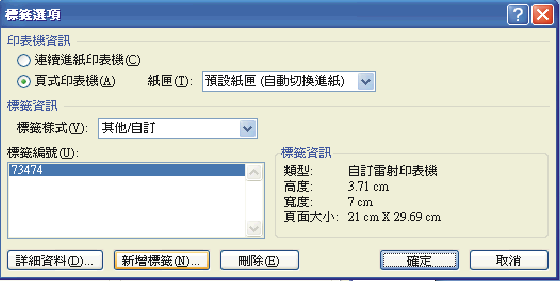 標籤選項
印表機資訊
連續進紙印表機(C)
頁式印表機(A) 紙匣(T): 預設紙匣 (自動切換進紙)
標籤資訊
標籤樣式(V): 其他/自訂
標籤編號(U):
73474
標籤資訊
類型: 自訂雷射印表機
高度: 3.71 cm
寬度: 7 cm
頁面大小: 21 cm X 29.69 cm
詳細資料(D)... 新增標籤(N)... 刪除(E) 確定 取消